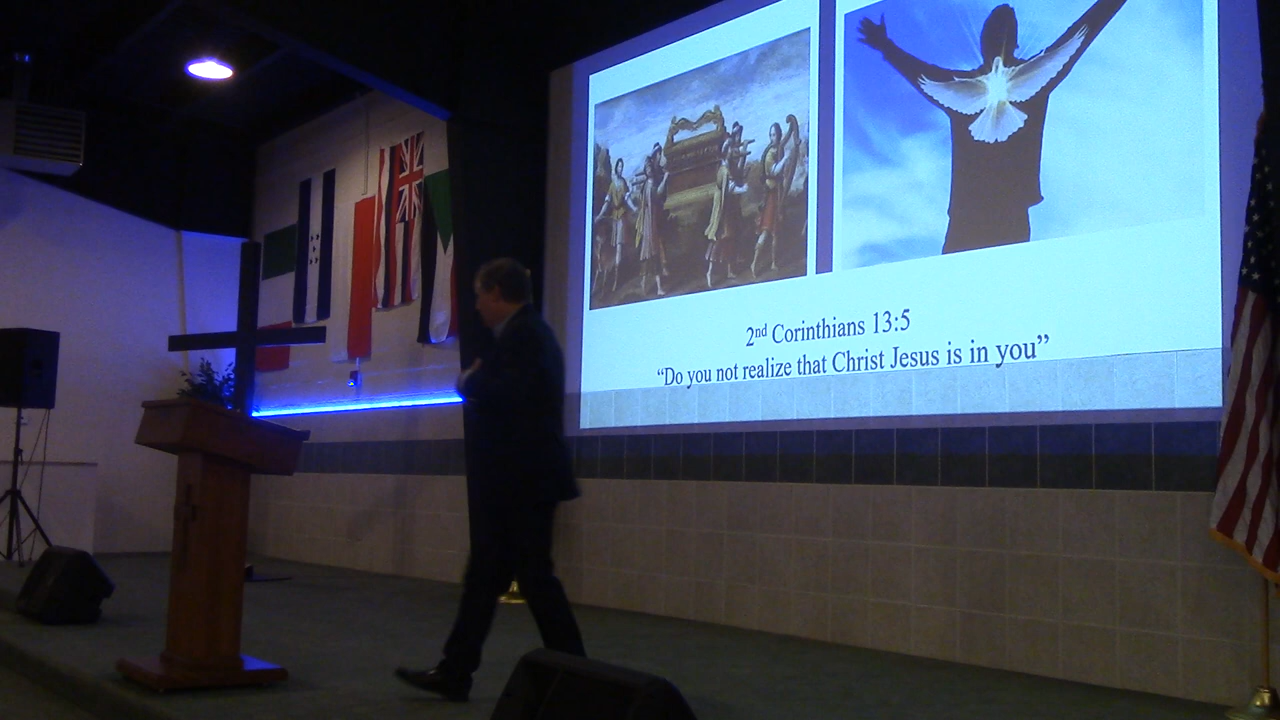 2nd Corinthians 13:5
“Do you not realize that Christ Jesus is in you”